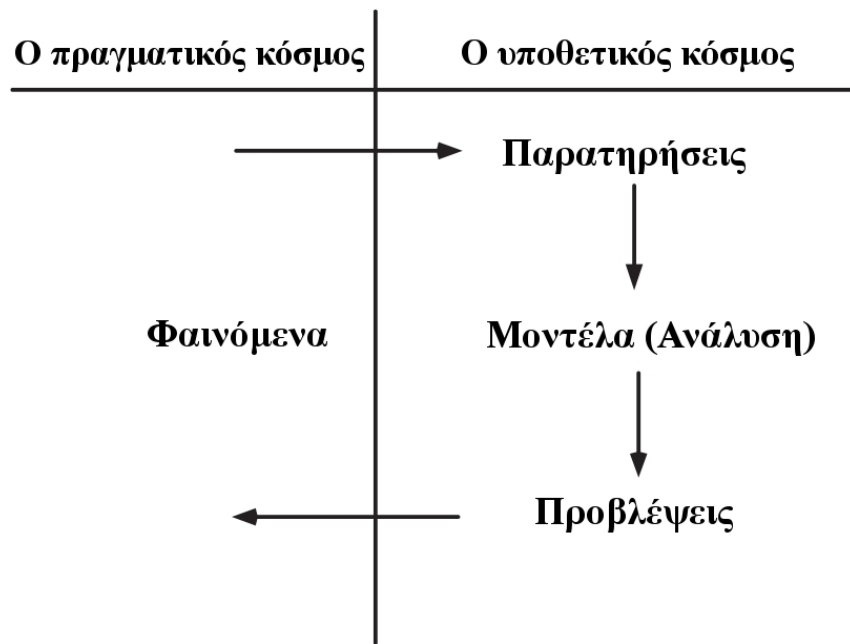 Ο πραγματικός κόσμος
Ο υποθετικός κόσμος
Παρατηρήσεις
Φαινόμενα
Μοντέλα (Ανάλυση)
Προβλέψεις